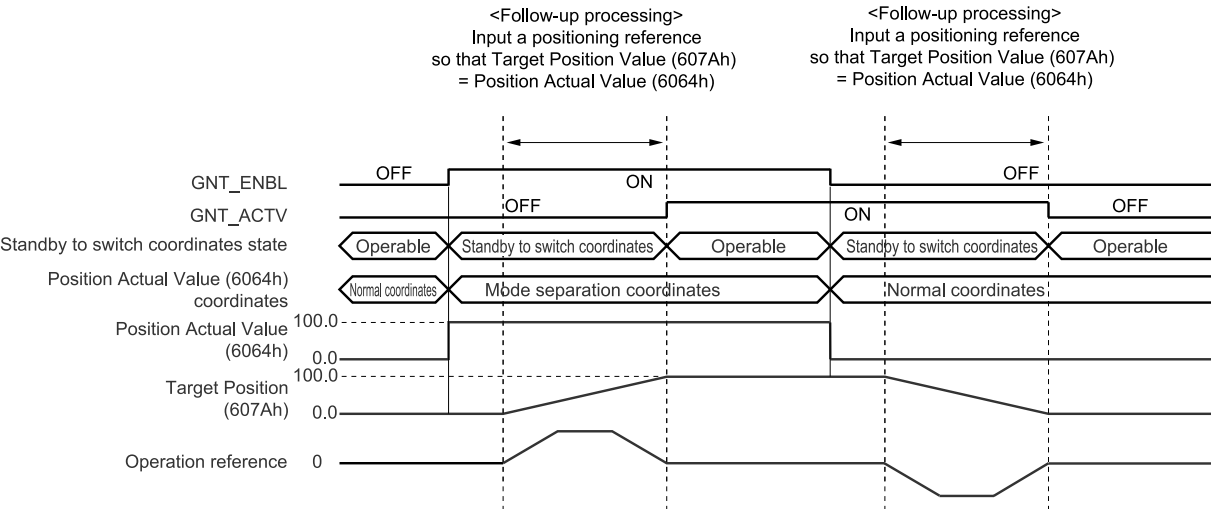 <Follow-up processing>
Input a positioning reference
so that Target Position Value (607Ah)
= Position Actual Value (6064h)
<Follow-up processing>
Input a positioning reference
so that Target Position Value (607Ah)
= Position Actual Value (6064h)
GNT_ENBL OFF ON OFF
GNT_ACTV OFF ON OFF
Standby to switch coordinates state Operable Standby to switch coordinates Operable Standby to switch coordinates Operable
Position Actual Value (6064h)
coordinates Normal coordinates Mode separation coordinates Normal coordinates
Position Actual Value 100.0
(6064h) 0.0
Target Position 100.0
(607Ah) 0.0
Operation reference 0